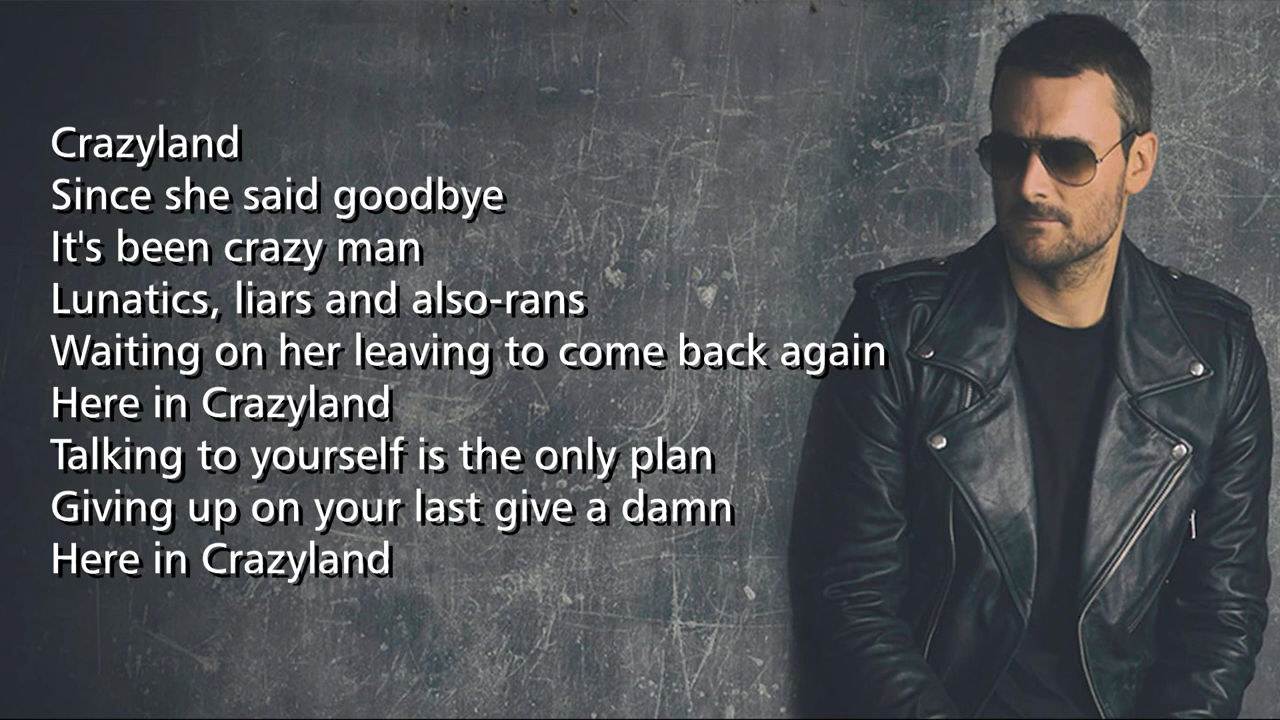 Crazyland
Since she said goodbye
It's been crazy man
Lunatics, liars and also-rans
Waiting on her leaving to come back again
Here in Crazyland
Talking to yourself is the only plan
Giving up on your last give a damn
Here in Crazyland